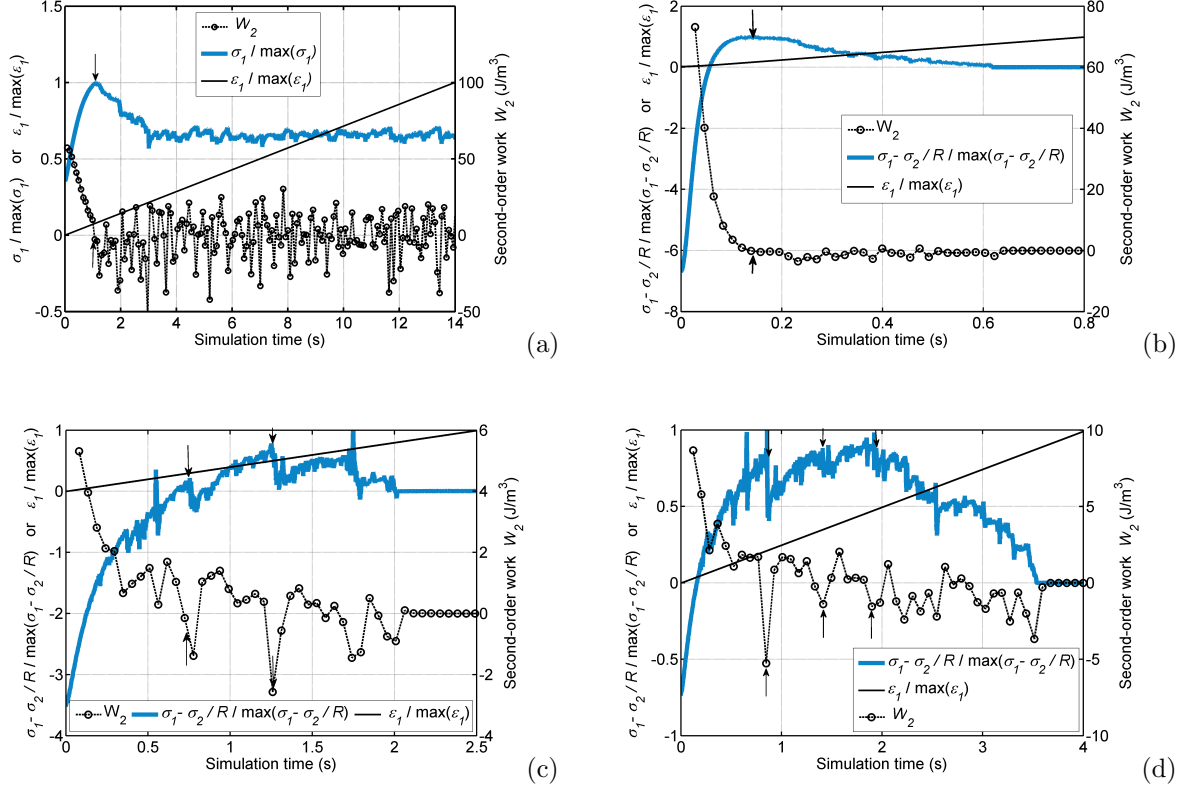 1.5
1
0.5
0
-0.5
σ1 / max(σ1) or ε1 / max(ε1)
W2
σ1 / max(σ1)
ε1 / max(ε1)
100
50
0
-50
Second-order work W2 (J/m³)
0 2 4 6 8 10 12 14
Simulation time (s)
(a)
2
0
-2
-4
-6
-8
σ1- σ2 / R / max(σ1- σ2 / R) or ε1 / max(ε1)
W2
σ1- σ2 / R / max(σ1- σ2 / R)
ε1 / max(ε1)
80
60
40
20
0
-20
Second-order work W2 (J/m³)
0 0.2 0.4 0.6 0.8
Simulation time (s)
(b)
1
0
-1
-2
-3
-4
σ1- σ2 / R / max(σ1- σ2 / R) or ε1 / max(ε1)
W2 σ1- σ2 / R / max(σ1- σ2 / R) ε1 / max(ε1)
6
4
2
0
-2
-4
Second-order work W2 (J/m³)
0 0.5 1 1.5 2 2.5
Simulation time (s)
(c)
1
0.5
0
-0.5
-1
σ1- σ2 / R / max(σ1- σ2 / R) or ε1 / max(ε1)
σ1- σ2 / R / max(σ1- σ2 / R)
ε1 / max(ε1)
W2
10
5
0
-5
-10
Second-order work W2 (J/m³)
0 1 2 3 4
Simulation time (s)
(d)